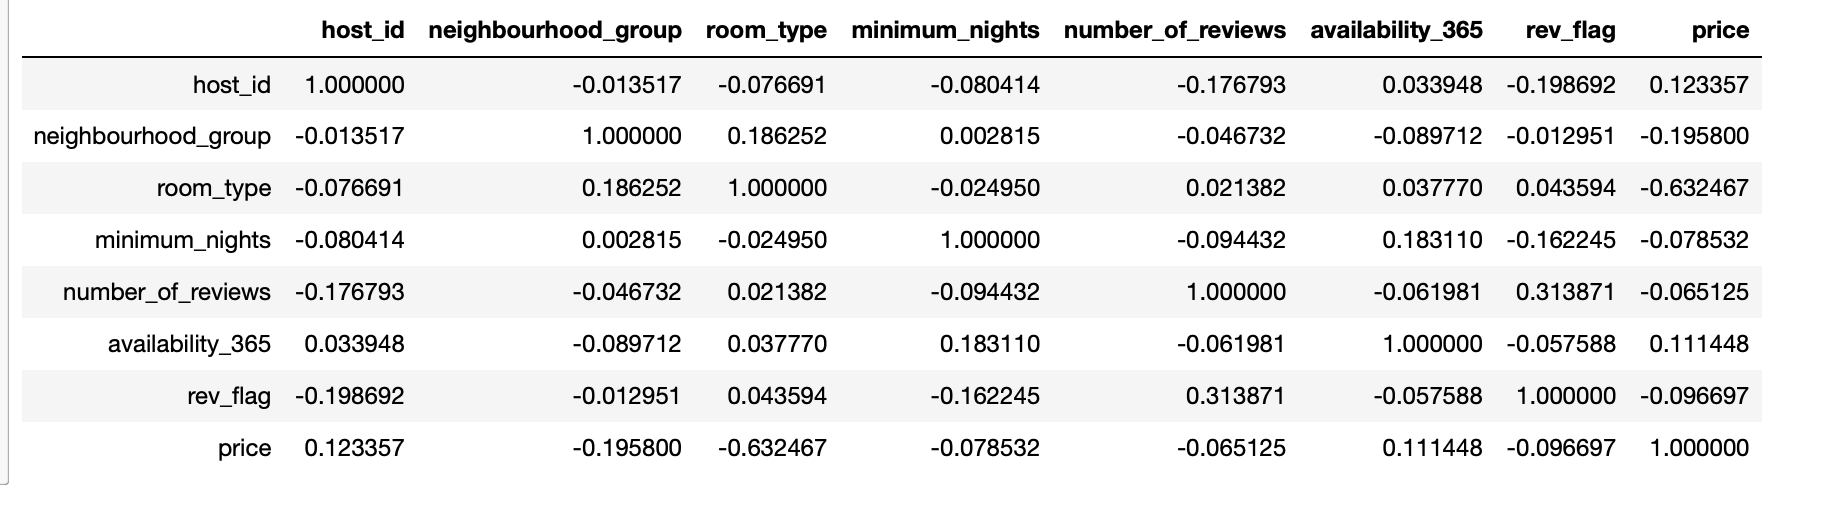 host_id neighbourhood_group room_type minimum_nights number_of_reviews availability_365 rev_flag price
host_id 1.000000 -0.013517 -0.076691 -0.080414 -0.176793 0.033948 -0.198692 0.123357
neighbourhood_group -0.013517 1.000000 0.186252 0.002815 -0.046732 -0.089712 -0.012951 -0.195800
room_type -0.076691 0.186252 1.000000 -0.024950 0.021382 0.037770 0.043594 -0.632467
minimum_nights -0.080414 0.002815 -0.024950 1.000000 -0.094432 0.183110 -0.162245 -0.078532
number_of_reviews -0.176793 -0.046732 0.021382 -0.094432 1.000000 -0.061981 0.313871 -0.065125
availability_365 0.033948 -0.089712 0.037770 0.183110 -0.061981 1.000000 -0.057588 0.111448
rev_flag -0.198692 -0.012951 0.043594 -0.162245 0.313871 -0.057588 1.000000 -0.096697
price 0.123357 -0.195800 -0.632467 -0.078532 -0.065125 0.111448 -0.096697 1.000000